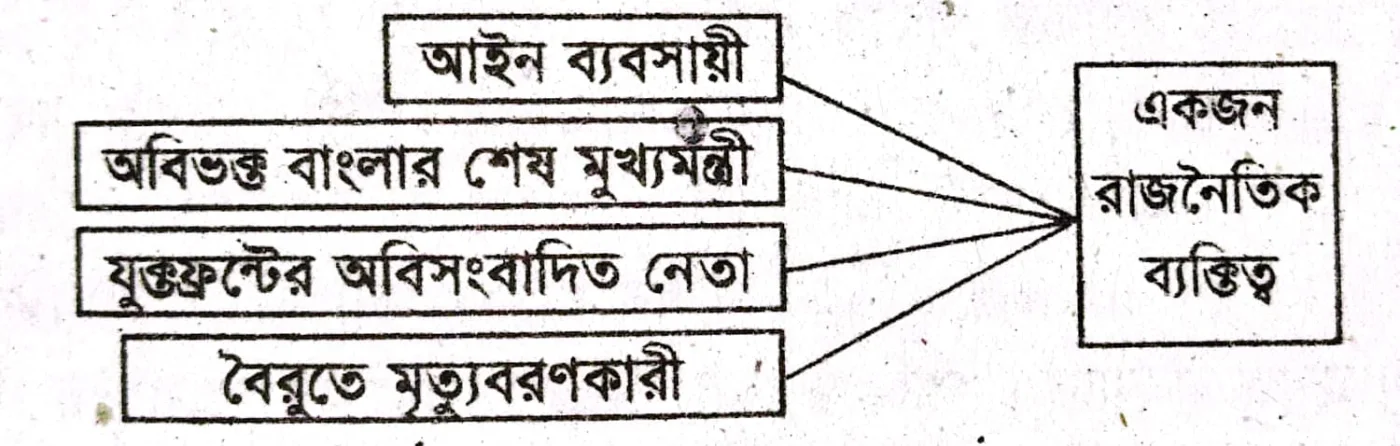 আইন ব্যবসায়ী
অবিভক্ত বাংলার শেষ মুখ্যমন্ত্রী
যুক্তফ্রন্টের অবিসংবাদিত নেতা
বৈরুতে মৃত্যুবরণকারী
একজন
রাজনৈতিক
ব্যক্তিত্ব